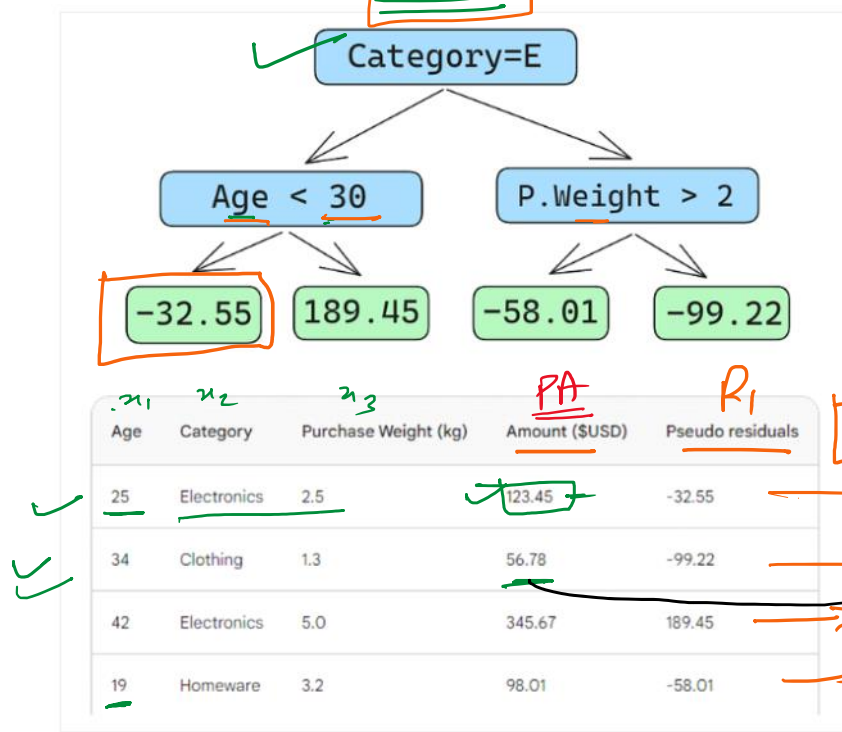 Category=E
Age < 30
P.Weight > 2
-32.55
189.45
-58.01
-99.22
x1 x2 x3 PA R1
Age Category Purchase Weight (kg) Amount ($USD) Pseudo residuals
25 Electronics 2.5 123.45 -32.55
34 Clothing 1.3 56.78 -99.22
42 Electronics 5.0 345.67 189.45
19 Homeware 3.2 98.01 -58.01